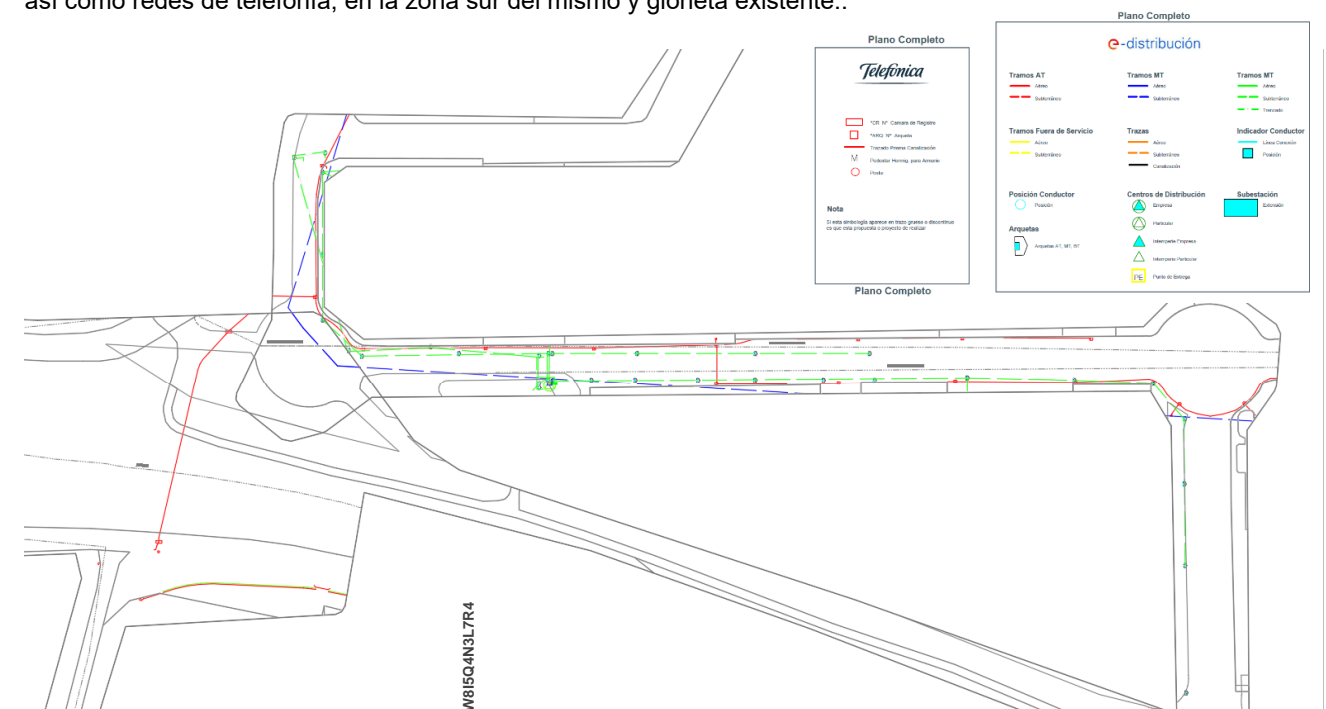 así como redes de telefonía, en la zona sur del mismo y glorieta existente..
Plano Completo
Telefónica
*CR Nº Cámara de Registro
*ARQ. Nº Arqueta
Trazado Prisma Canalización
M Pedestal Hormig. para Armario
Poste
Nota
Si esta simbología aparece en trazo grueso o discontinuo
es que esta propuesta o proyecto de realizar
Plano Completo
Plano Completo
e-distribución
Tramos AT
Aéreo
Subterráneo
Tramos MT
Aéreo
Subterráneo
Tramos MT
Aéreo
Subterráneo
Trenzado
Tramos Fuera de Servicio
Aéreo
Subterráneo
Trazas
Aéreo
Subterráneo
Canalización
Indicador Conductor
Línea Conexión
Posición
Posición Conductor
Posición
Centros de Distribución
Empresa
Particular
Intemperie Empresa
Intemperie Particular
PE Punto de Entrega
Subestación
Extensión
Arquetas
Arquetas AT, MT, BT
W8I5Q4N3L7R4